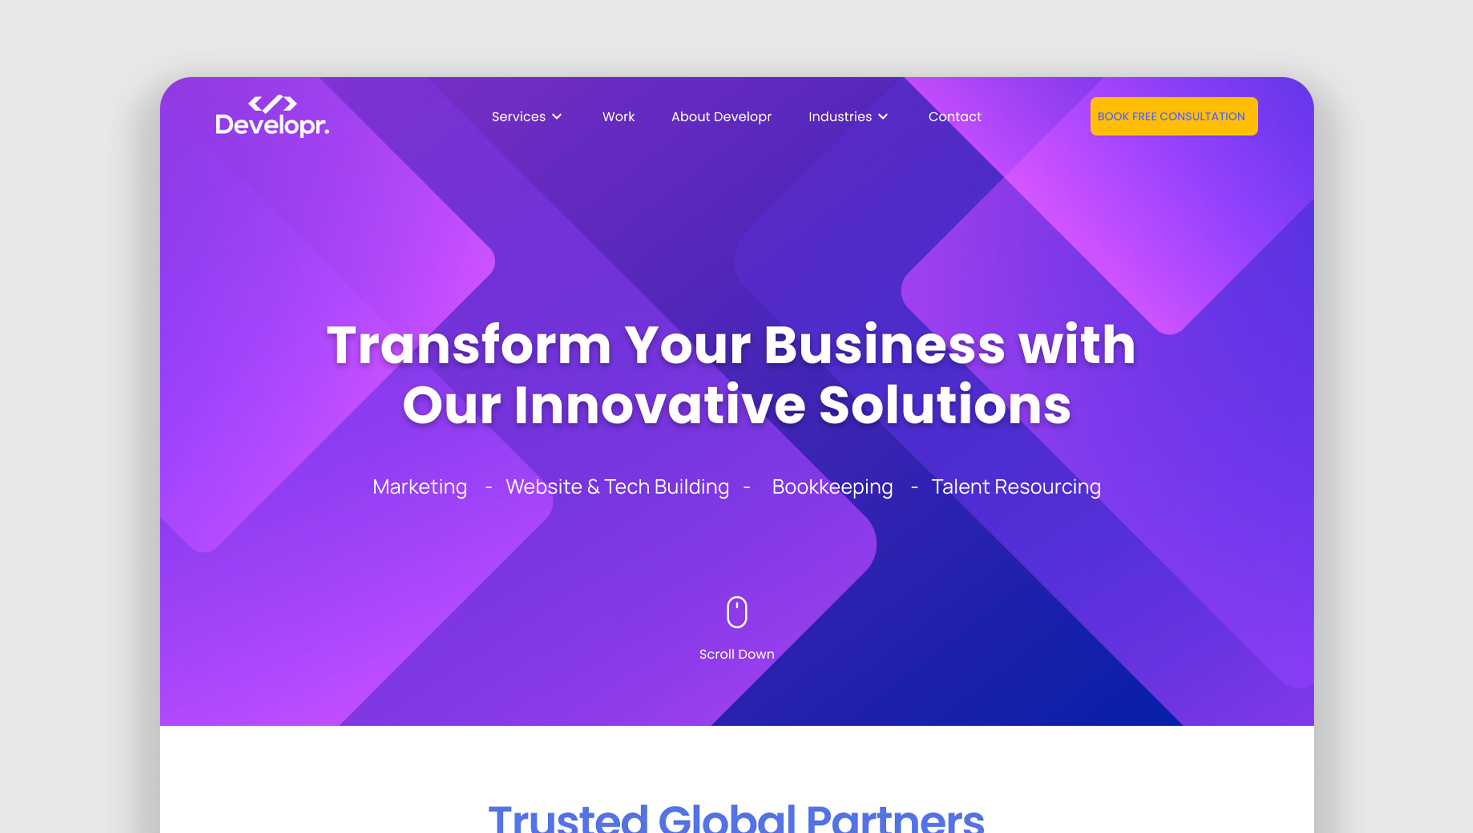 Developr.
Services
Work
About Developr
Industries
Contact
BOOK FREE CONSULTATION
Transform Your Business with
Our Innovative Solutions
Marketing - Website & Tech Building - Bookkeeping - Talent Resourcing
Scroll Down
Trusted Global Partners